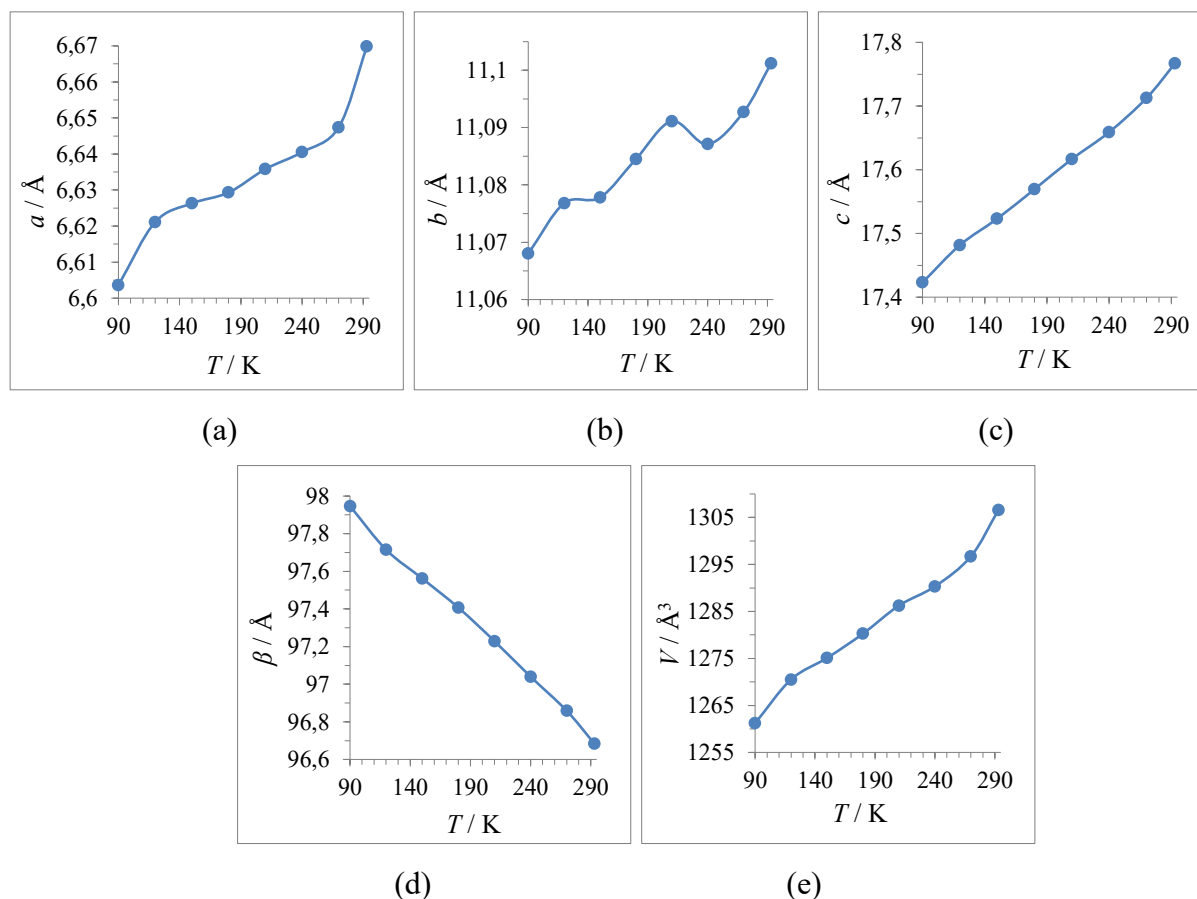 6,67
6,66
6,65
6,64
6,63
6,62
6,61
6,6
a / Å
90 140 190 240 290
T / K
(a)
11,1
11,09
11,08
11,07
11,06
b / Å
90 140 190 240 290
T / K
(b)
17,8
17,7
17,6
17,5
17,4
c / Å
90 140 190 240 290
T / K
(c)
98
97,8
97,6
97,4
97,2
97
96,8
96,6
β / Å
90 140 190 240 290
T / K
(d)
1305
1295
1285
1275
1265
1255
V / Å³
90 140 190 240 290
T / K
(e)